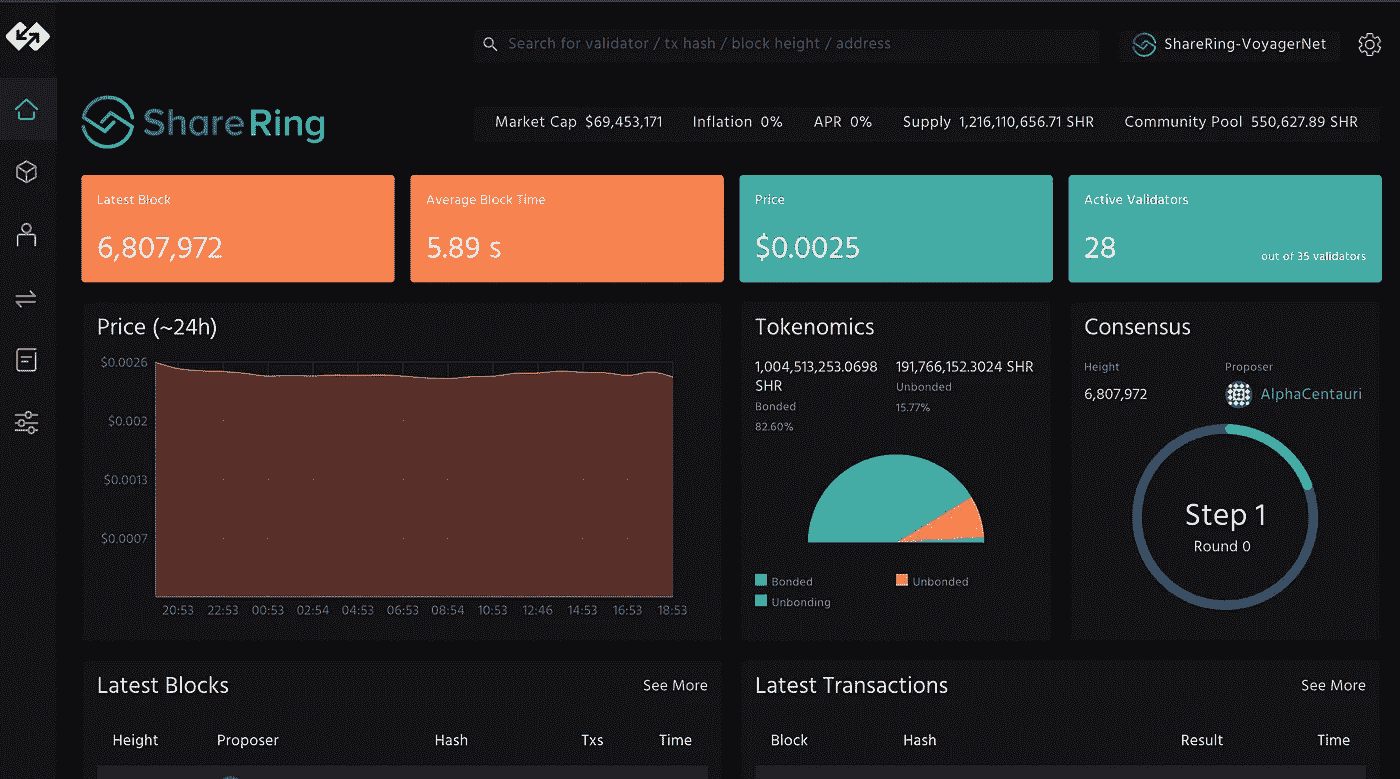 Search for validator / tx hash / block height / address
ShareRing-VoyagerNet
ShareRing
Market Cap $69,453,171 Inflation 0% APR 0% Supply 1,216,110,656.71 SHR Community Pool 550,627.89 SHR
Latest Block
6,807,972
Average Block Time
5.89 s
Price
$0.0025
Active Validators
28
out of 35 validators
Price (~24h)
$0.0026
$0.002
$0.0013
$0.0007
20:53 22:53 00:53 02:54 04:53 06:53 08:54 10:53 12:46 14:53 16:53 18:53
Tokenomics
1,004,513,253.0698
SHR
Bonded
82.60%
191,766,152.3024 SHR
Unbonded
15.77%
Bonded
Unbonded
Unbonding
Consensus
Height
6,807,972
Proposer
AlphaCentauri
Step 1
Round 0
Latest Blocks
See More
Height Proposer Hash Txs Time
Latest Transactions
See More
Block Hash Result Time